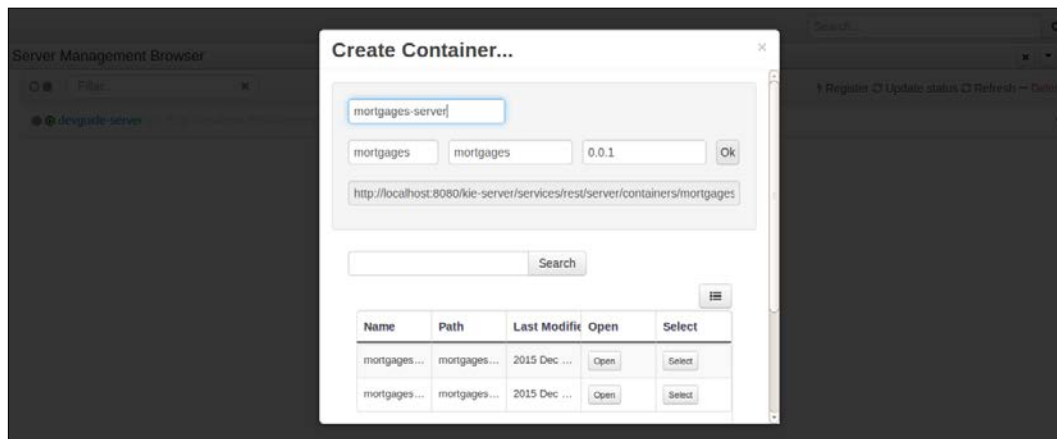 Search...
Server Management Browser
Filter...
Register Update status Refresh
devguide-server
Create Container...
×
mortgages-server
mortgages mortgages 0.0.1 Ok
http://localhost:8080/kie-server/services/rest/server/containers/mortgages
Search
Name Path Last Modifie Open Select
mortgages... mortgages... 2015 Dec ... Open Select
mortgages... mortgages... 2015 Dec ... Open Select